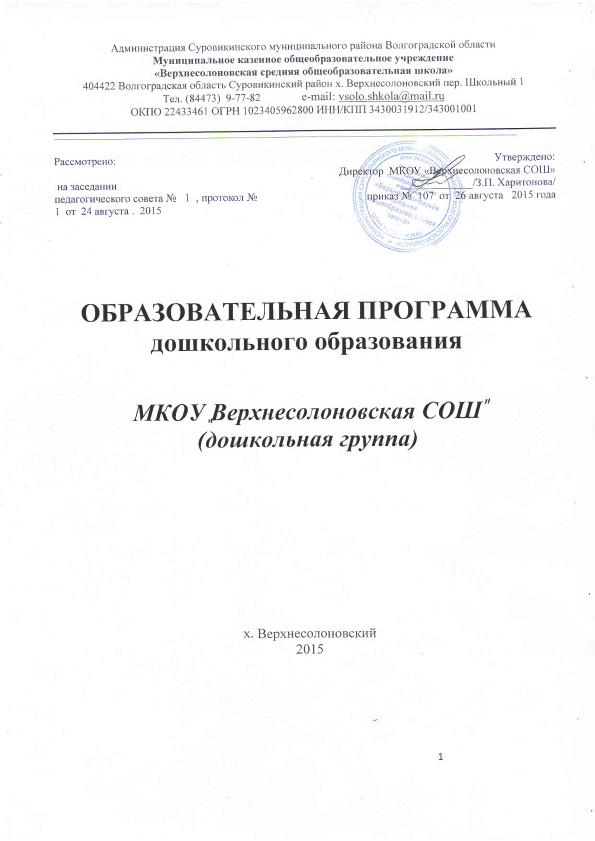 Администрация Суровикинского муниципального района Волгоградской области
Муниципальное казенное общеобразовательное учреждение
«Верхнесолоновская средняя общеобразовательная школа»
404422 Волгоградская область Суровикинский район х. Верхнесолоновский пер. Школьный 1
Тел. (84473) 9-77-82 e-mail: vsolo.shkola@mail.ru
ОКПО 22433461 ОГРН 1023405962800 ИНН/КПП 3430031912/343001001
Рассмотрено:
на заседании
педагогического совета № 1 , протокол №
1 от 24 августа . 2015
Утверждено:
Директор МКОУ «Верхнесолоновская СОШ»
/З.П. Харитонова/
приказ № 107 от 26 августа 2015 года
ОБРАЗОВАТЕЛЬНАЯ ПРОГРАММА
дошкольного образования
МКОУ „Верхнесолоновская СОШ"
(дошкольная группа)
х. Верхнесолоновский
2015
1